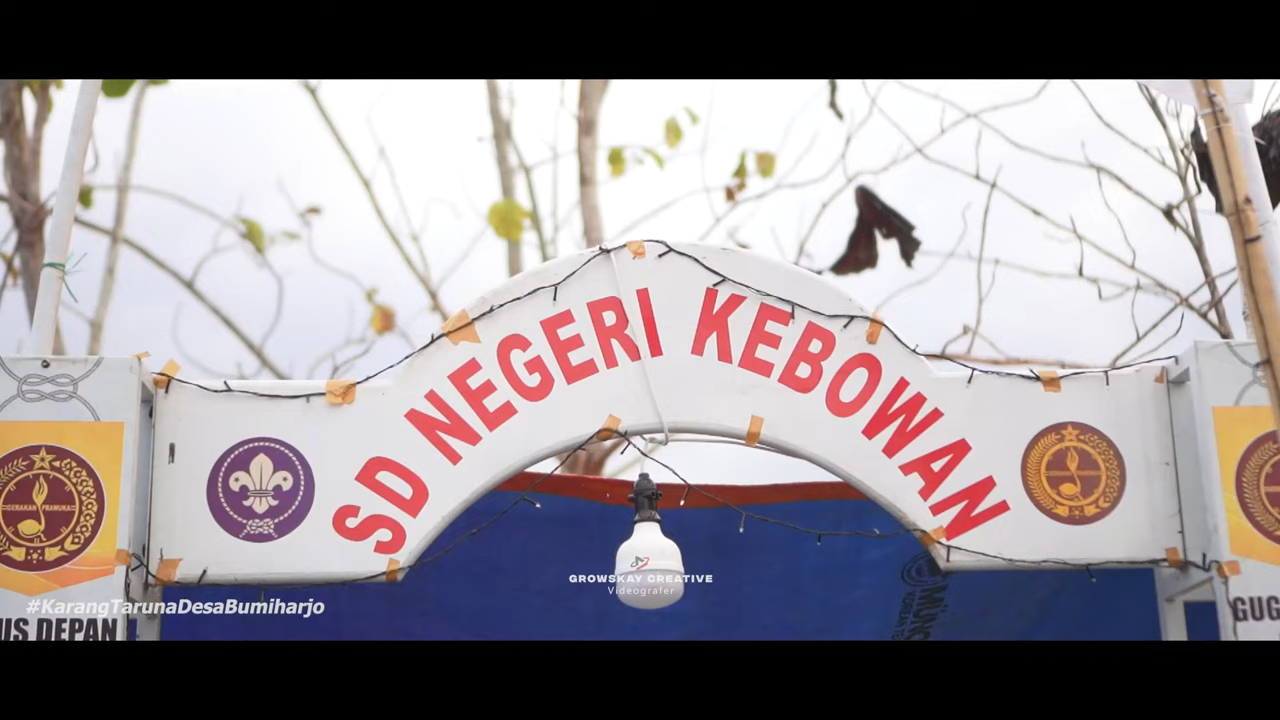 SD NEGERI KEBOWAN
GERAKAN PRAMUKA
GROWSKAY CREATIVE
Videografer
#KarangTarunaDesaBumiharjo
US DEPAN
GUG